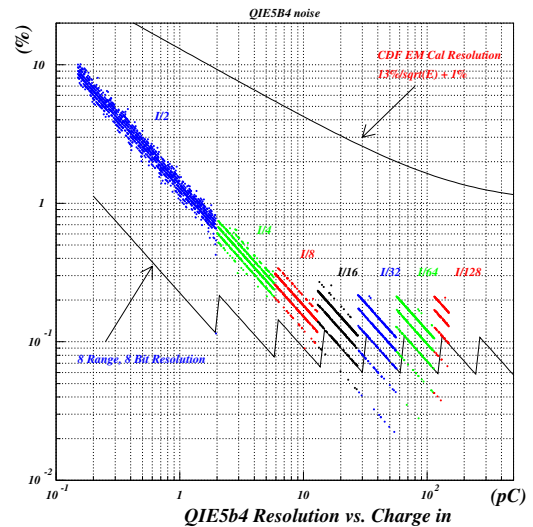 QIE5B4 noise
(%)
10
CDF EM Cal Resolution
13%/sqrt(E) + 1%
I/2
1
I/4
I/8
I/16
I/32
I/64
I/128
10 -1
8 Range, 8 Bit Resolution
10 -2
10 -1
1
10
10 2
(pC)
QIE5b4 Resolution vs. Charge in